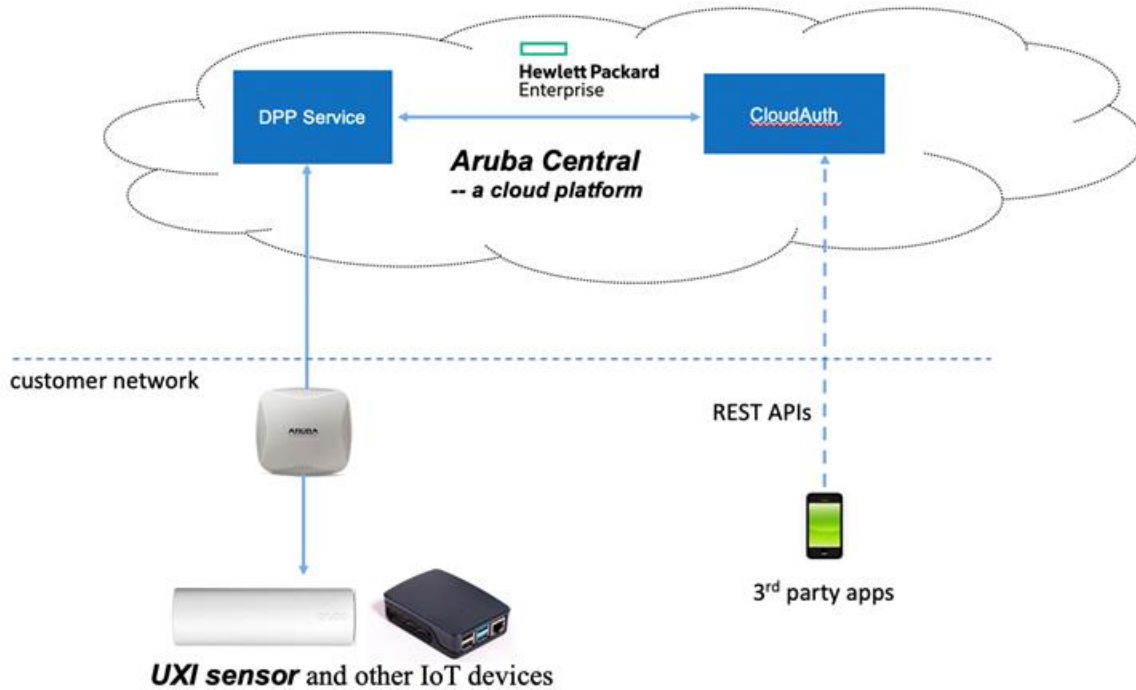 Hewlett Packard
Enterprise
DPP Service
CloudAuth
Aruba Central
-- a cloud platform
customer network
ARUBA
REST APIs
aruba
3rd party apps
UXI sensor and other IoT devices